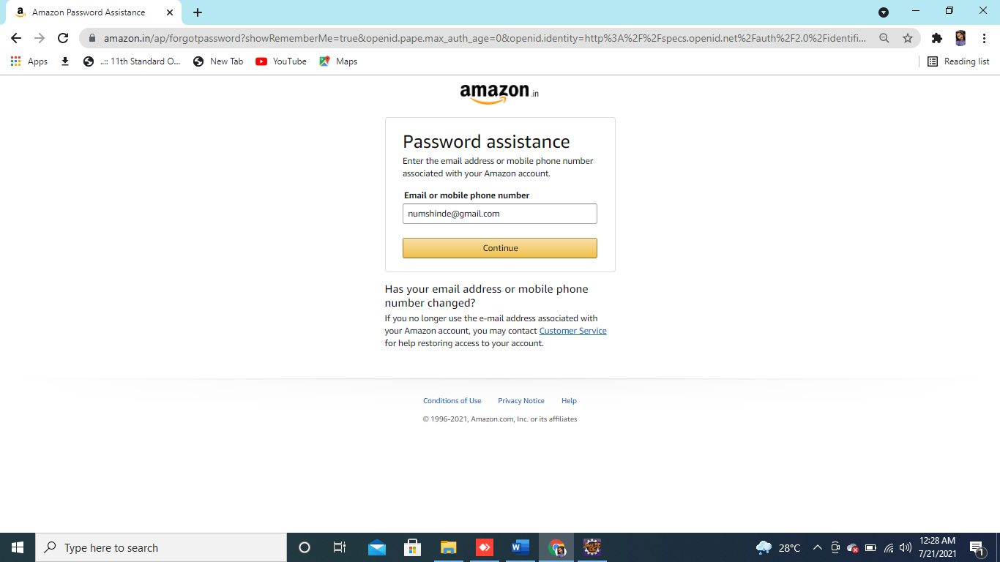 Amazon Password Assistance
amazon.in/ap/forgotpassword?showRememberMe=true&openid.pape.max_auth_age=0&openid.identity=http%3A%2F%2Fspecs.openid.net%2Fauth%2F2.0%2Fidentifi...
Apps ..:: 11th Standard O... New Tab YouTube Maps Reading list
amazon.in
Password assistance
Enter the email address or mobile phone number
associated with your Amazon account.
Email or mobile phone number
numshinde@gmail.com
Continue
Has your email address or mobile phone
number changed?
If you no longer use the e-mail address associated with
your Amazon account, you may contact Customer Service
for help restoring access to your account.
Conditions of Use Privacy Notice Help
© 1996-2021, Amazon.com, Inc. or its affiliates
Type here to search
28°C
12:28 AM
7/21/2021
1
Java EE
IDE